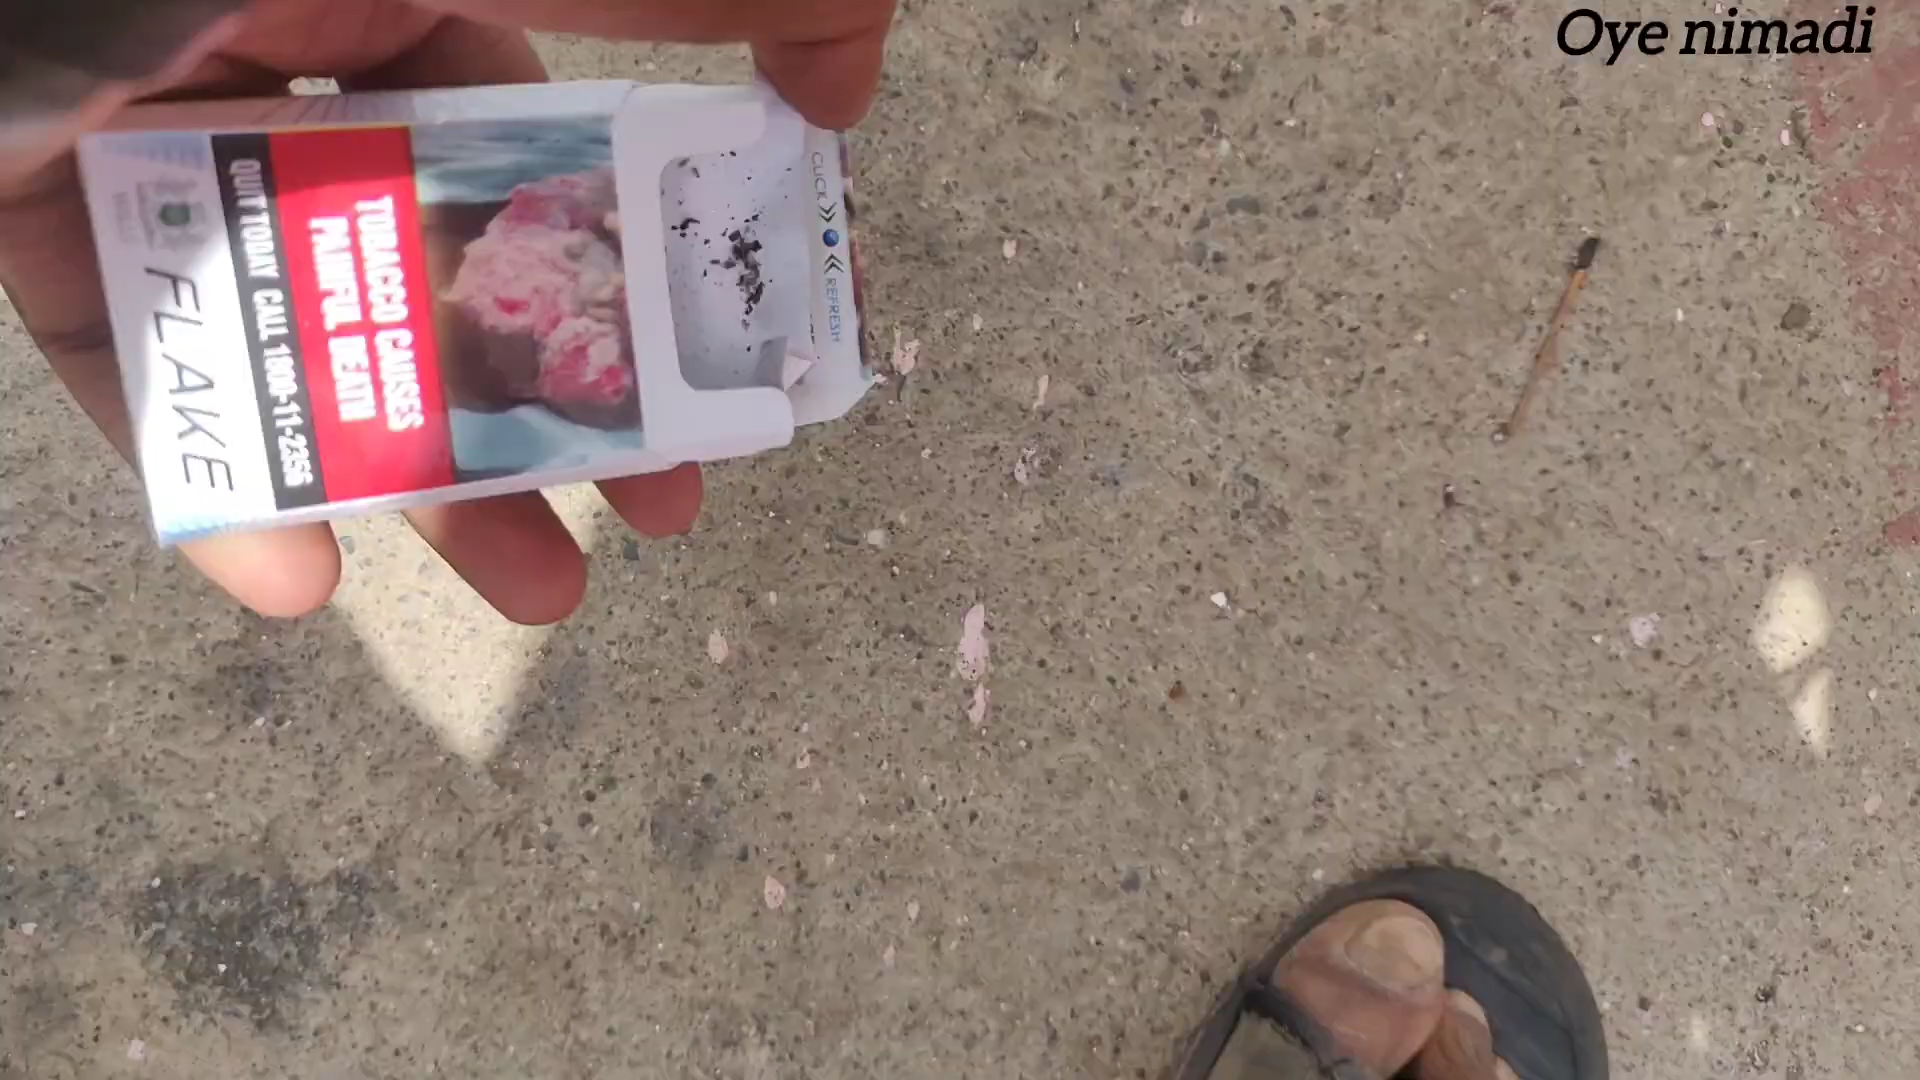 Oye nimadi
TOBACCO CAUSES
PAINFUL DEATH
QUIT TODAY CALL 1800-11-2356
FLAKE
CLICK >> << REFRESH